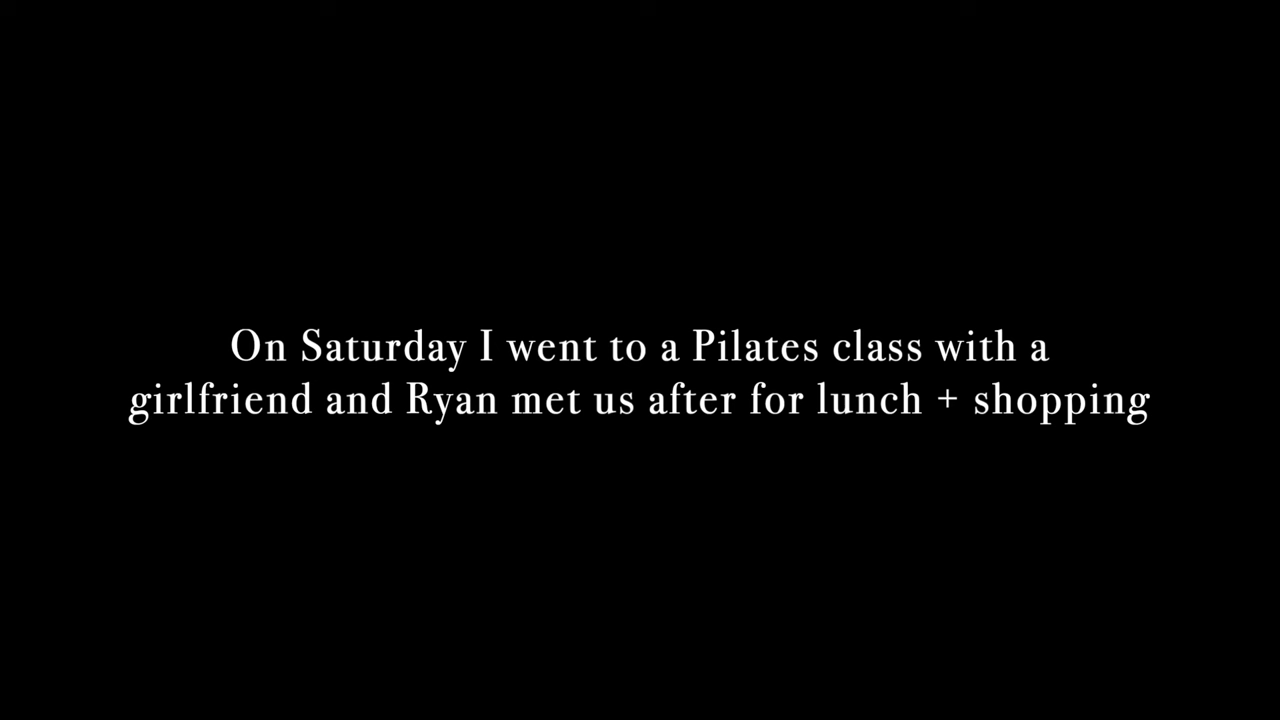 On Saturday I went to a Pilates class with a
girlfriend and Ryan met us after for lunch + shopping